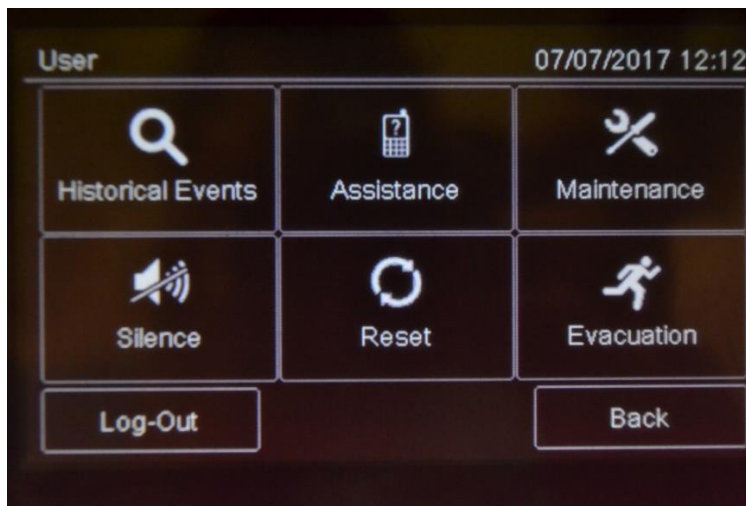 User 07/07/2017 12:12
Historical Events Assistance Maintenance
Silence Reset Evacuation
Log-Out Back